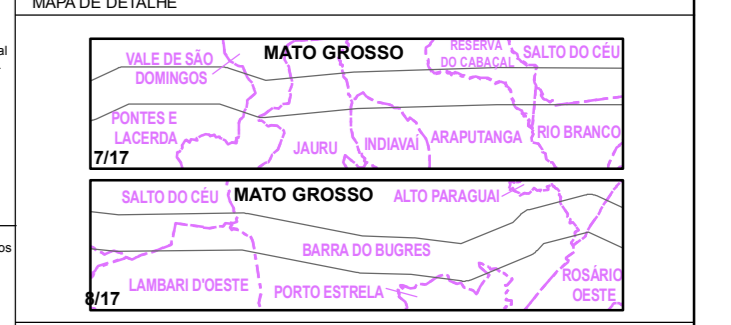 MAPA DE DETALHE
al
VALE DE SÃO
DOMINGOS
MATO GROSSO
RESERVA
DO CABAÇAL
SALTO DO CÉU
PONTES E
LACERDA
JAURU
INDIAVAÍ
ARAPUTANGA
RIO BRANCO
7/17
SALTO DO CÉU
MATO GROSSO
ALTO PARAGUAI
BARRA DO BUGRES
os
LAMBARI D'OESTE
PORTO ESTRELA
ROSÁRIO
OESTE
8/17